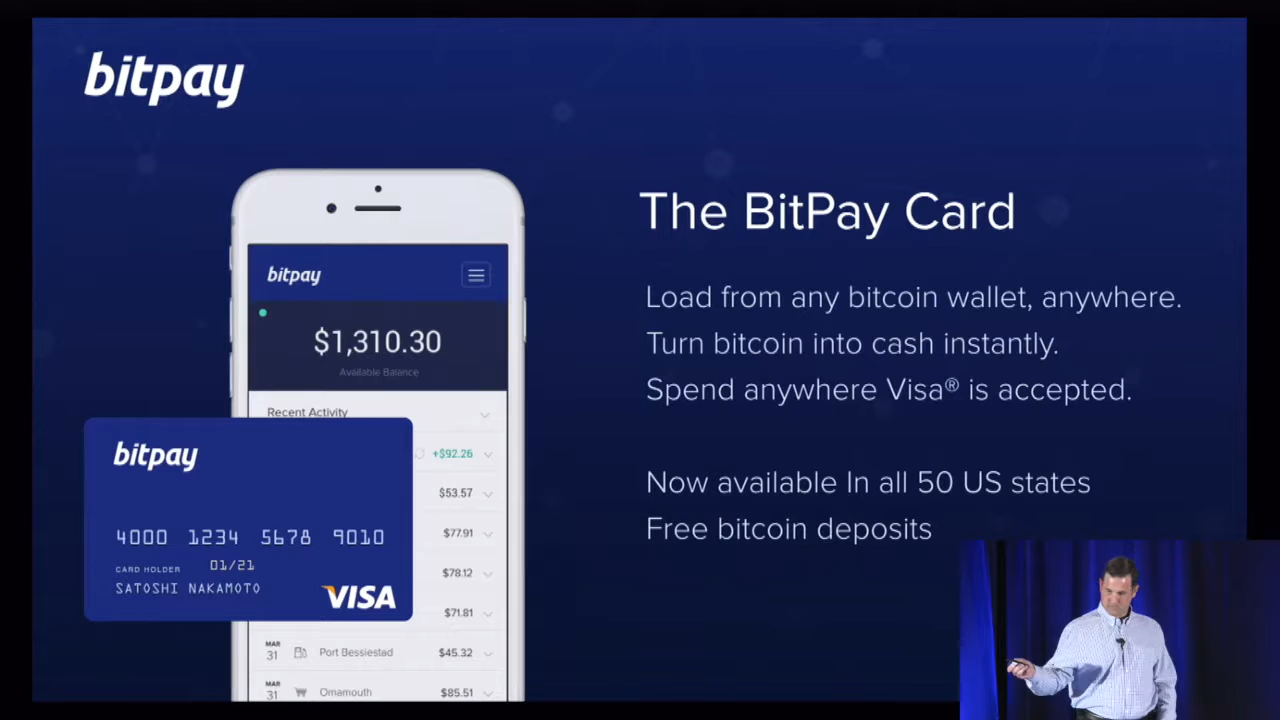 bitpay
The BitPay Card
Load from any bitcoin wallet, anywhere.
Turn bitcoin into cash instantly.
Spend anywhere Visa® is accepted.
Now available In all 50 US states
Free bitcoin deposits
bitpay
$1,310.30
Available Balance
Recent Activity
+$92.26
$53.57
$77.91
$78.12
$71.81
MAR
31 Port Bessiestad $45.32
MAR
31 Omamouth $85.51
bitpay
4000 1234 5678 9010
CARD HOLDER 01/21
SATOSHI NAKAMOTO
VISA